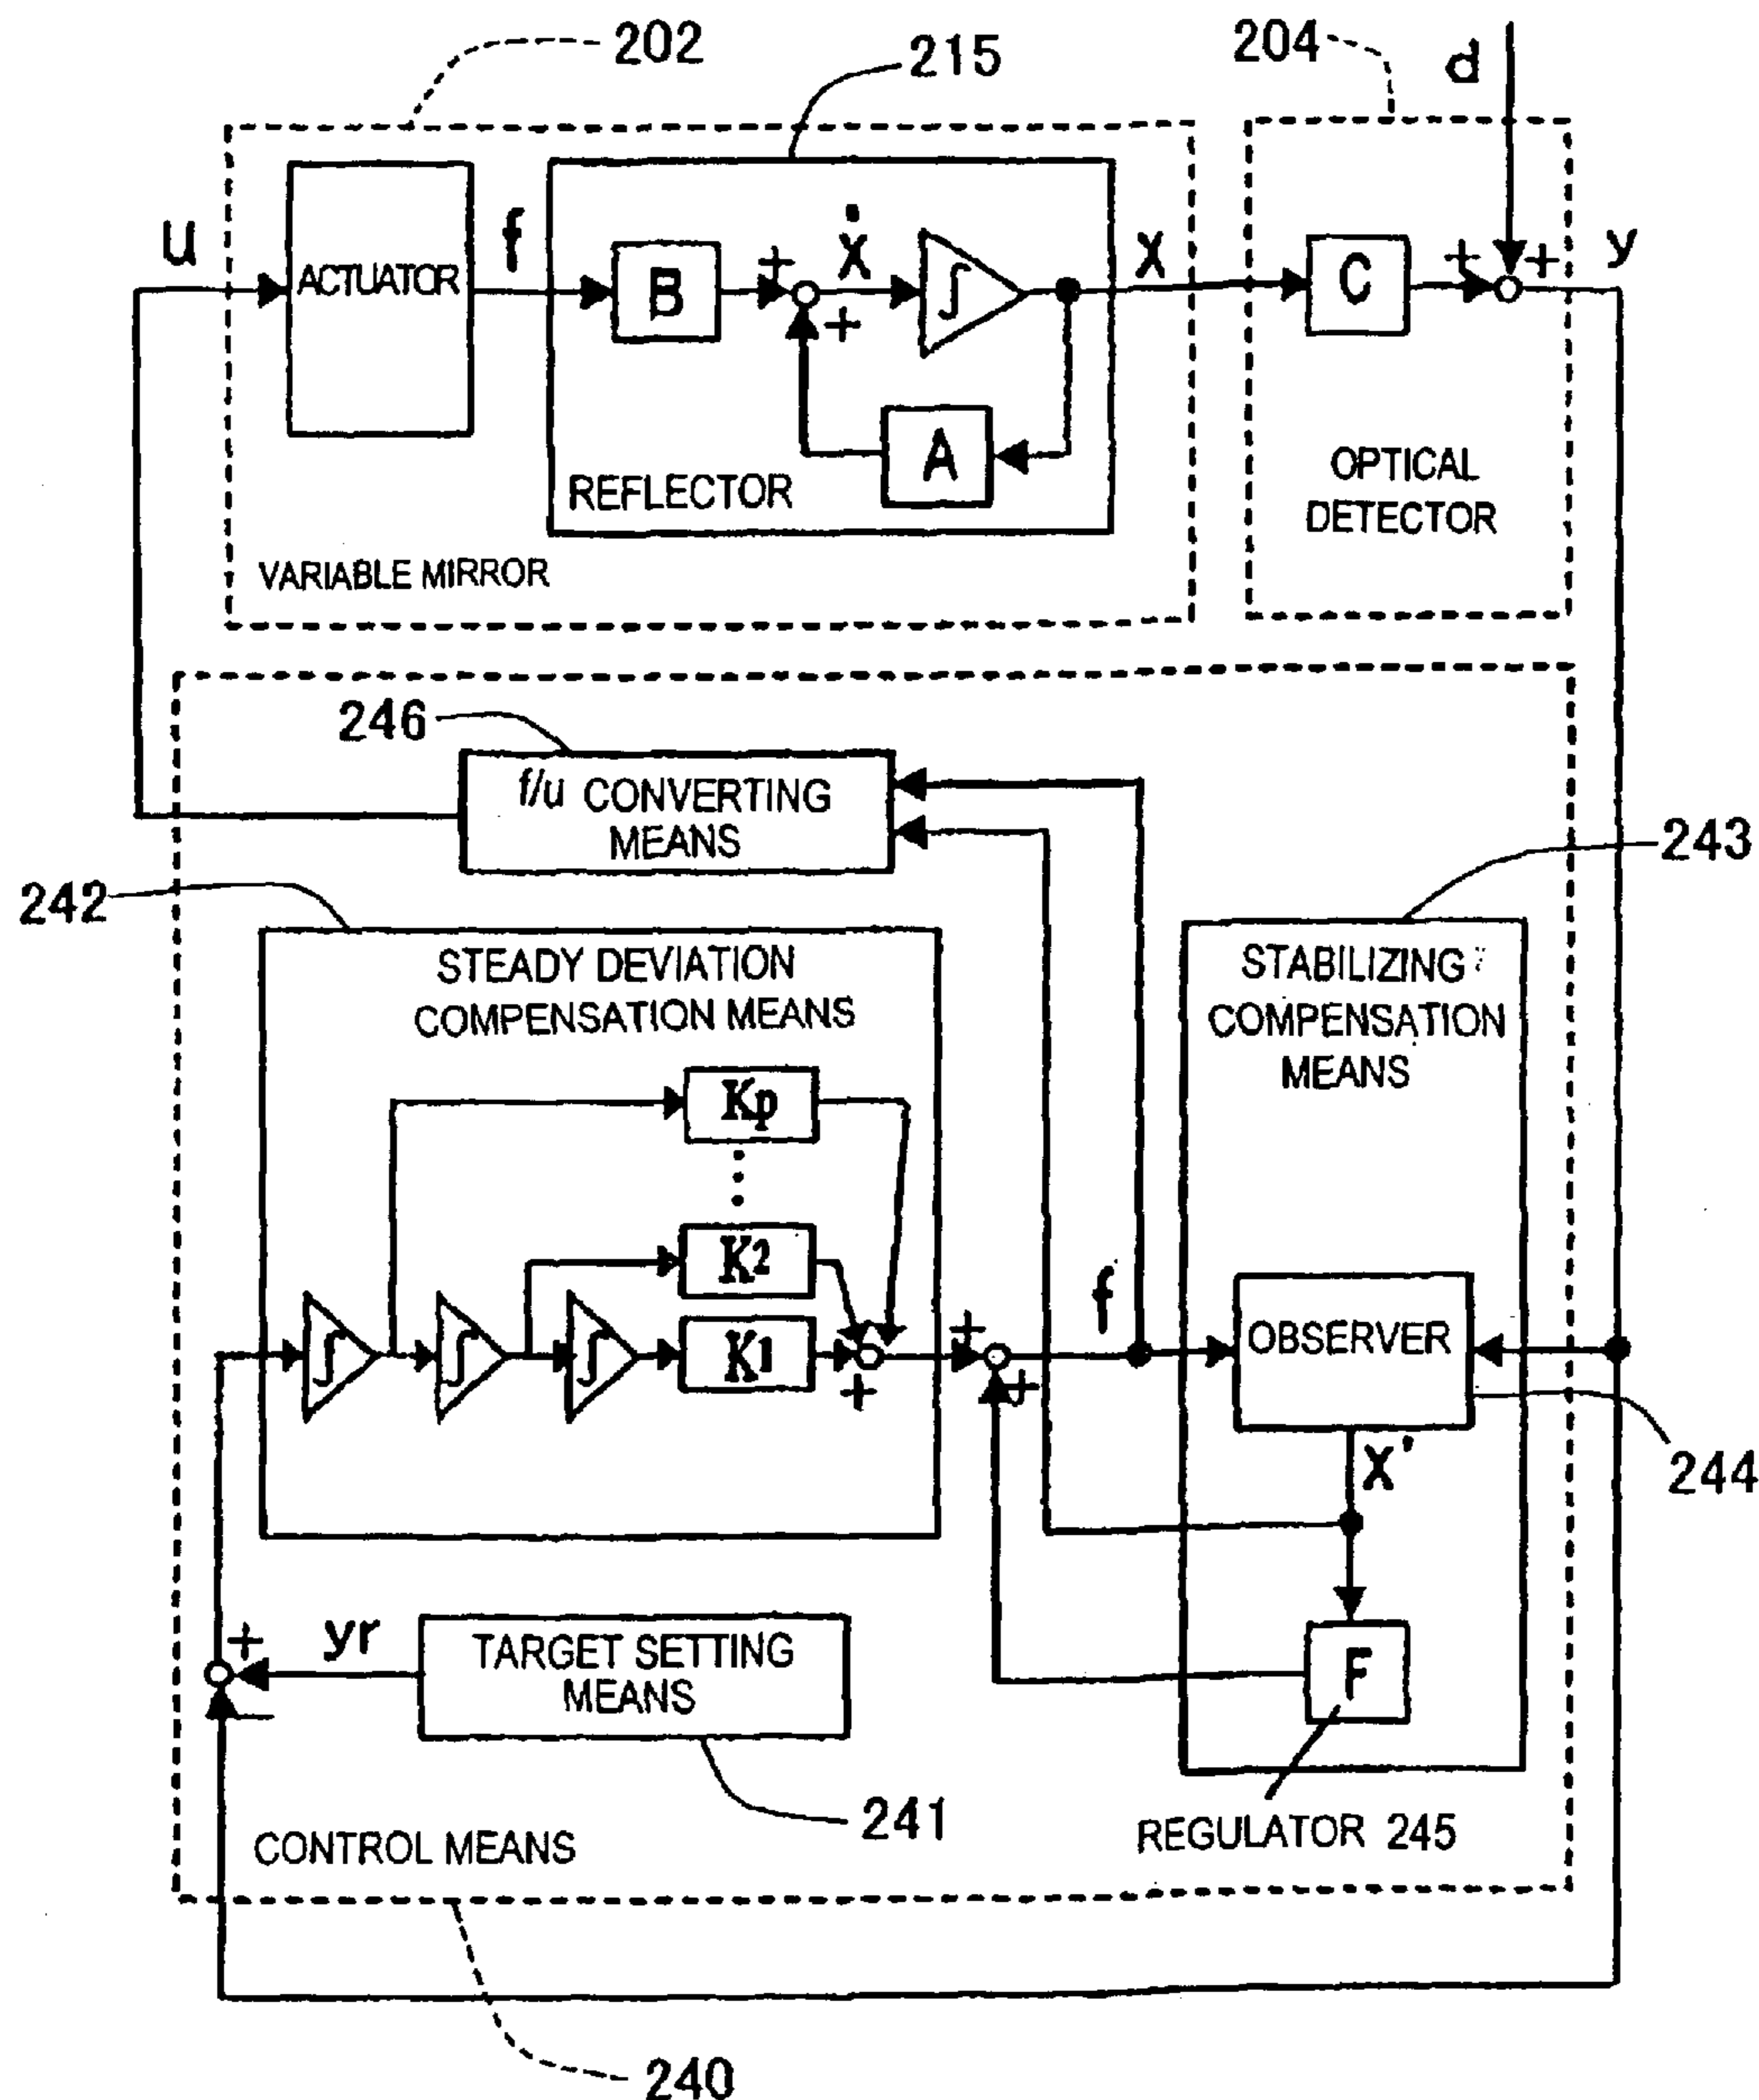 202
215
204
d
U
ACTUATOR
f
B
+
ẋ
+
∫
X
A
REFLECTOR
VARIABLE MIRROR
C
+
+
y
OPTICAL
DETECTOR
246
f/u CONVERTING
MEANS
243
242
STEADY DEVIATION
COMPENSATION MEANS
STABILIZING
COMPENSATION
MEANS
Kp
K2
∫
∫
∫
K1
+
+
+
f
OBSERVER
X'
244
+
yr
TARGET SETTING
MEANS
−
F
241
REGULATOR 245
CONTROL MEANS
240